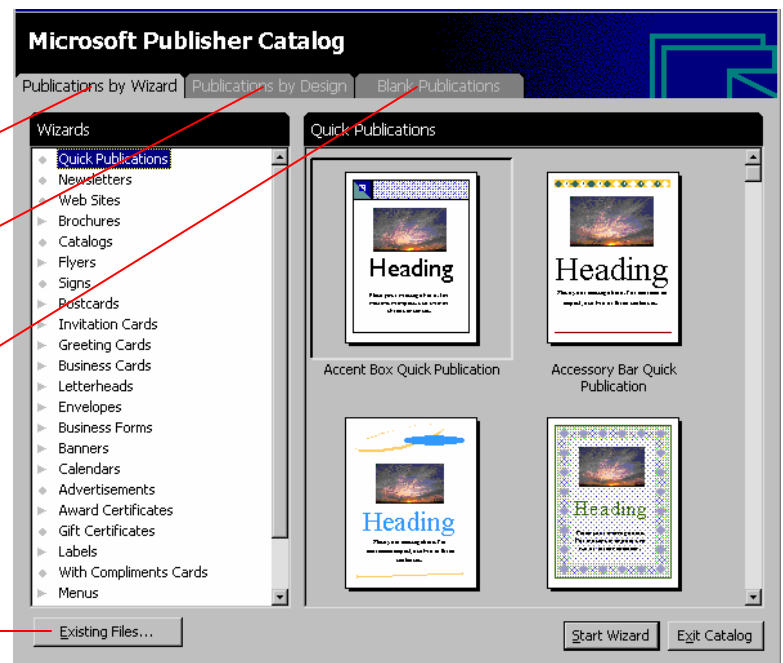 Microsoft Publisher Catalog
Publications by Wizard
Publications by Design
Blank Publications
Wizards
Quick Publications
Newsletters
Web Sites
Brochures
Catalogs
Flyers
Signs
Postcards
Invitation Cards
Greeting Cards
Business Cards
Letterheads
Envelopes
Business Forms
Banners
Calendars
Advertisements
Award Certificates
Gift Certificates
Labels
With Compliments Cards
Menus
Quick Publications
Heading
Accent Box Quick Publication
Heading
Accessory Bar Quick
Publication
Heading
Heading
Existing Files...
Start Wizard
Exit Catalog